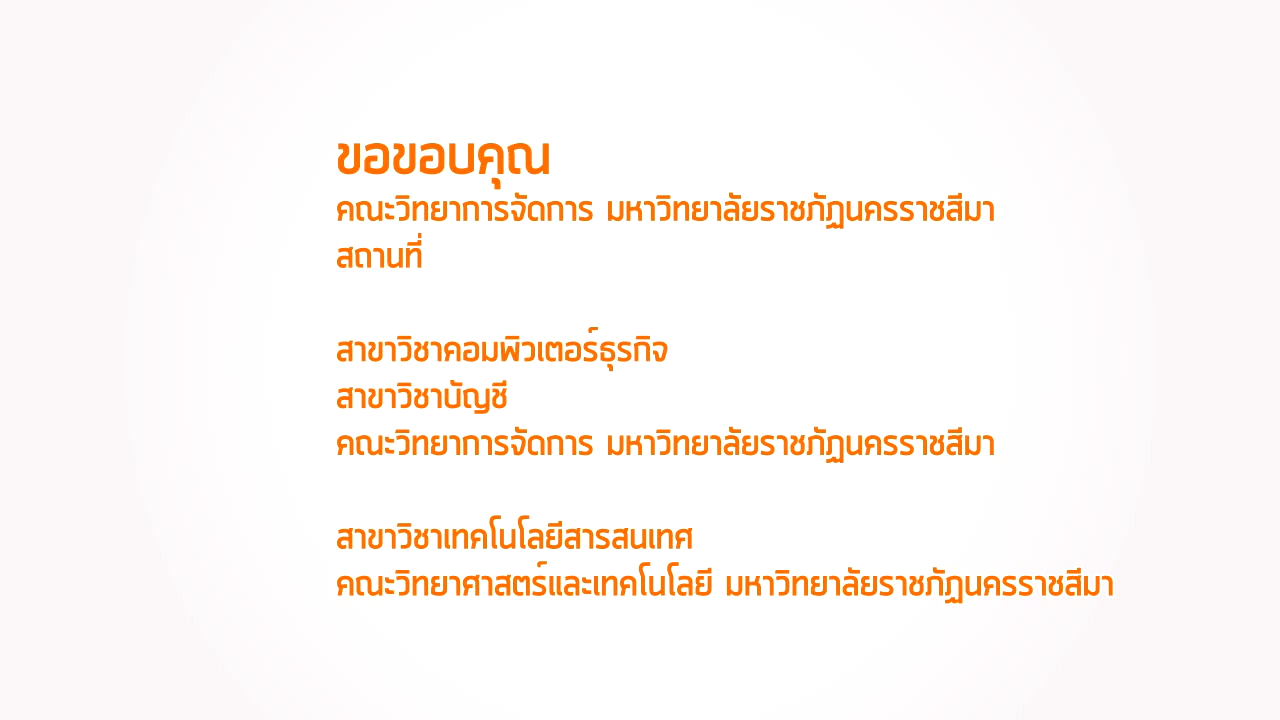 ขอขอบคุณ
คณะวิทยาการจัดการ มหาวิทยาลัยราชภัฏนครราชสีมา
สถานที่
สาขาวิชาคอมพิวเตอร์ธุรกิจ
สาขาวิชาบัญชี
คณะวิทยาการจัดการ มหาวิทยาลัยราชภัฏนครราชสีมา
สาขาวิชาเทคโนโลยีสารสนเทศ
คณะวิทยาศาสตร์และเทคโนโลยี มหาวิทยาลัยราชภัฏนครราชสีมา